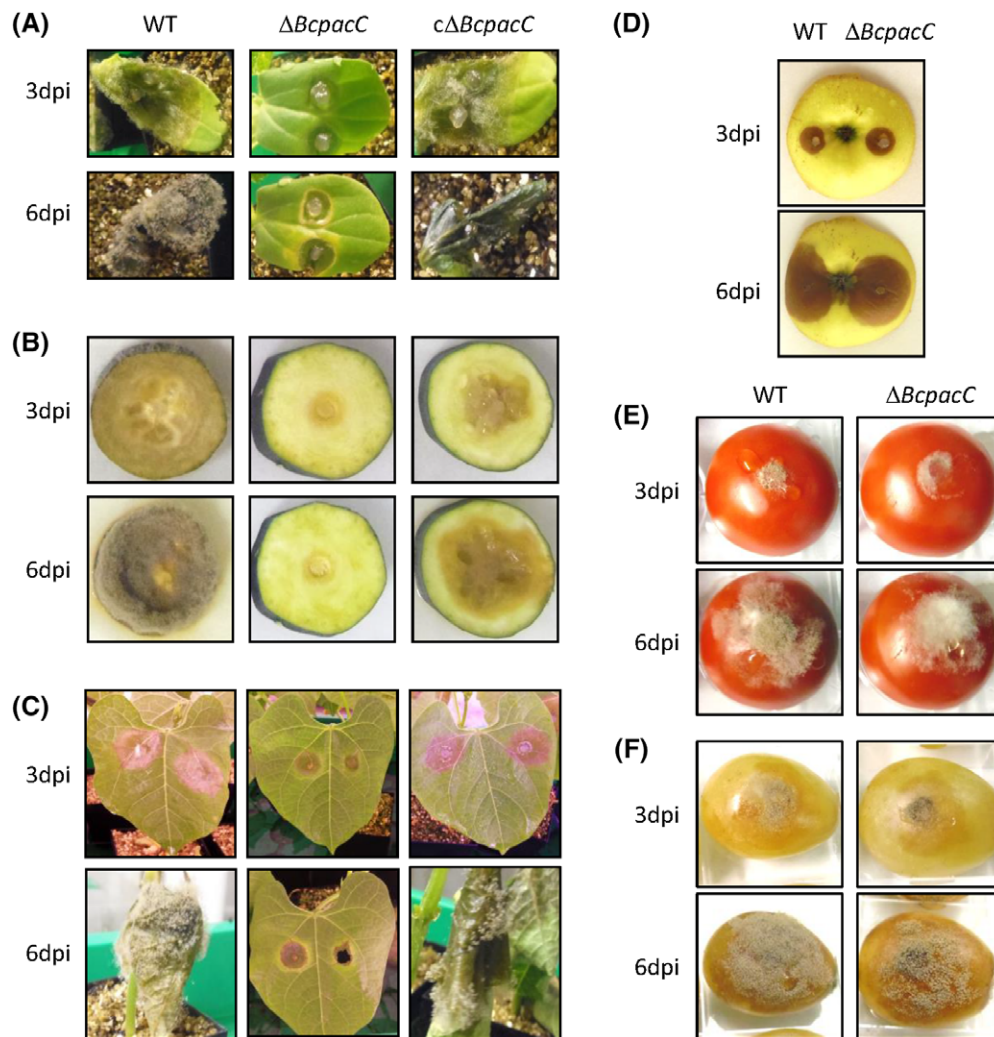 (A)
WT ΔBcpacC cΔBcpacC
3dpi
6dpi
(B)
3dpi
6dpi
(C)
3dpi
6dpi
(D)
WT ΔBcpacC
3dpi
6dpi
WT ΔBcpacC
(E)
3dpi
6dpi
(F)
3dpi
6dpi